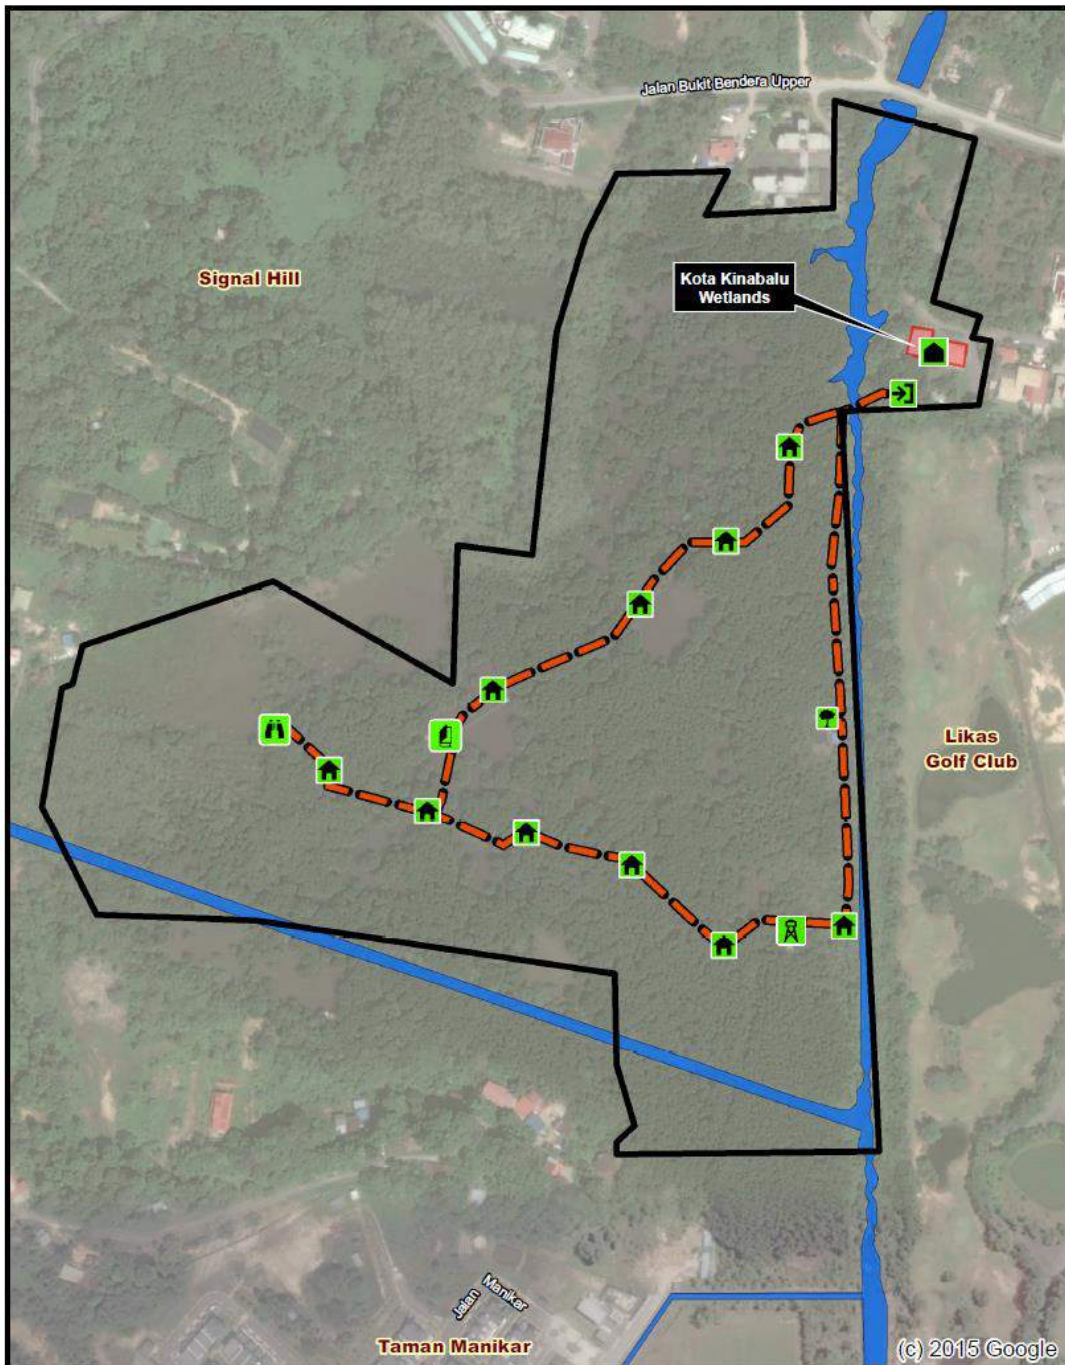 Jalan Bukit Bendera Upper
Signal Hill
Kota Kinabalu
Wetlands
Likas
Golf Club
Jalan Manikar
Taman Manikar
(c) 2015 Google